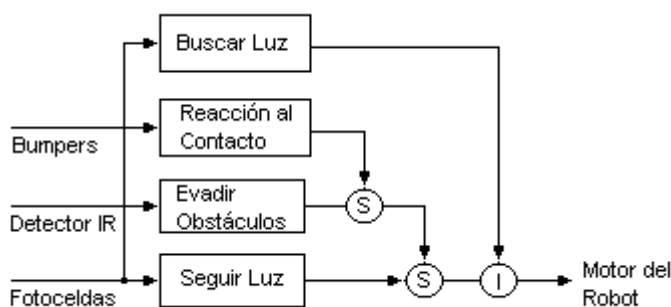 Buscar Luz
Reacción al
Contacto
Bumpers
Evadir
Obstáculos
S
Detector IR
Seguir Luz
S
I
Fotoceldas
Motor del
Robot